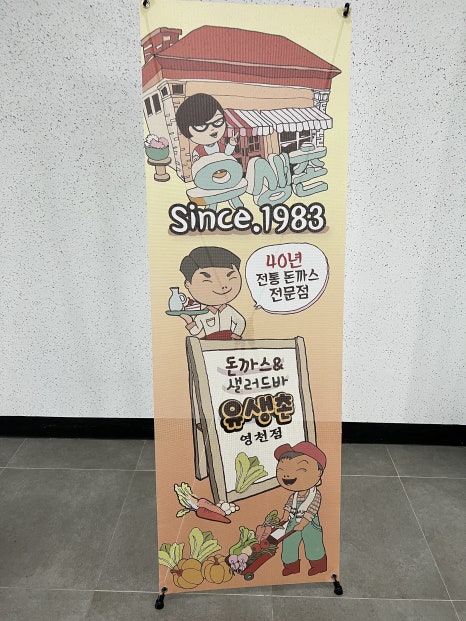 유생촌
Since.1983
40년
전통 돈까스
전문점
돈까스&
샐러드바
유생촌
영천점